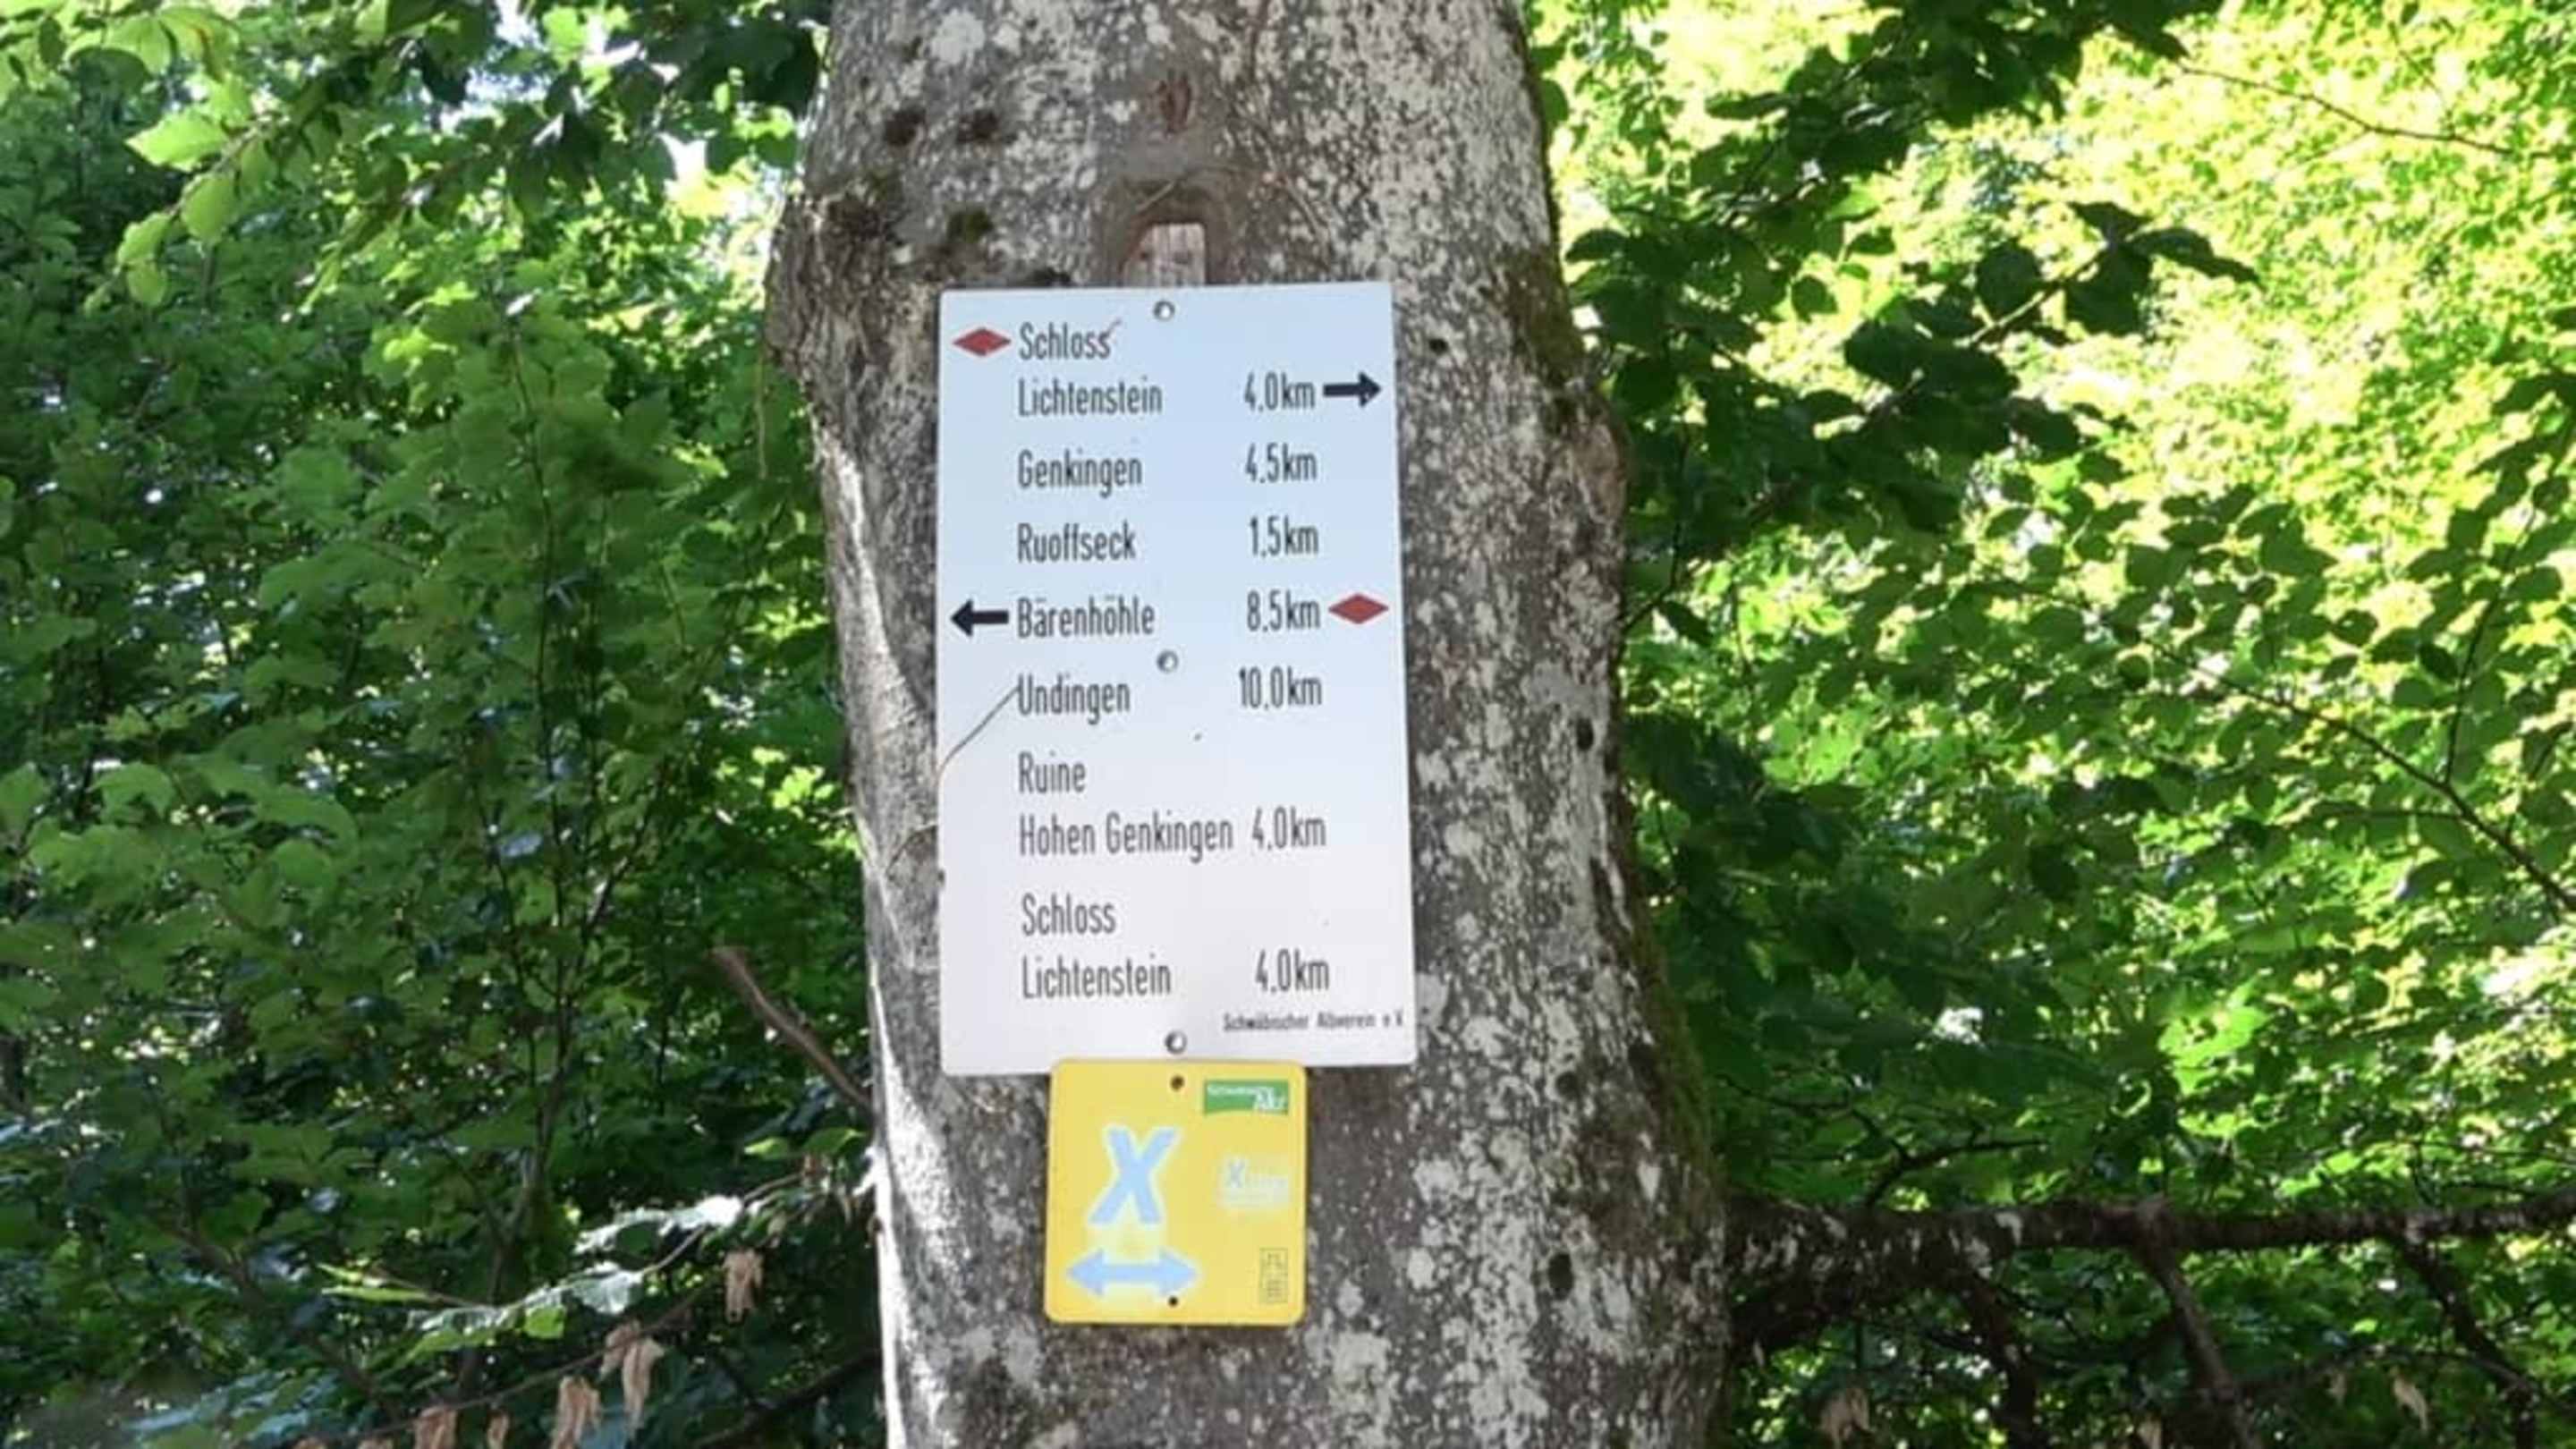 Schloss
Lichtenstein 4.0km
Genkingen 4.5km
Ruoffseck 1.5km
Bärenhöhle 8.5km
Undingen 10.0km
Ruine
Hohen Genkingen 4.0km
Schloss
Lichtenstein 4.0km
Schwäbischer Albverein e.V.
Alb
X
X